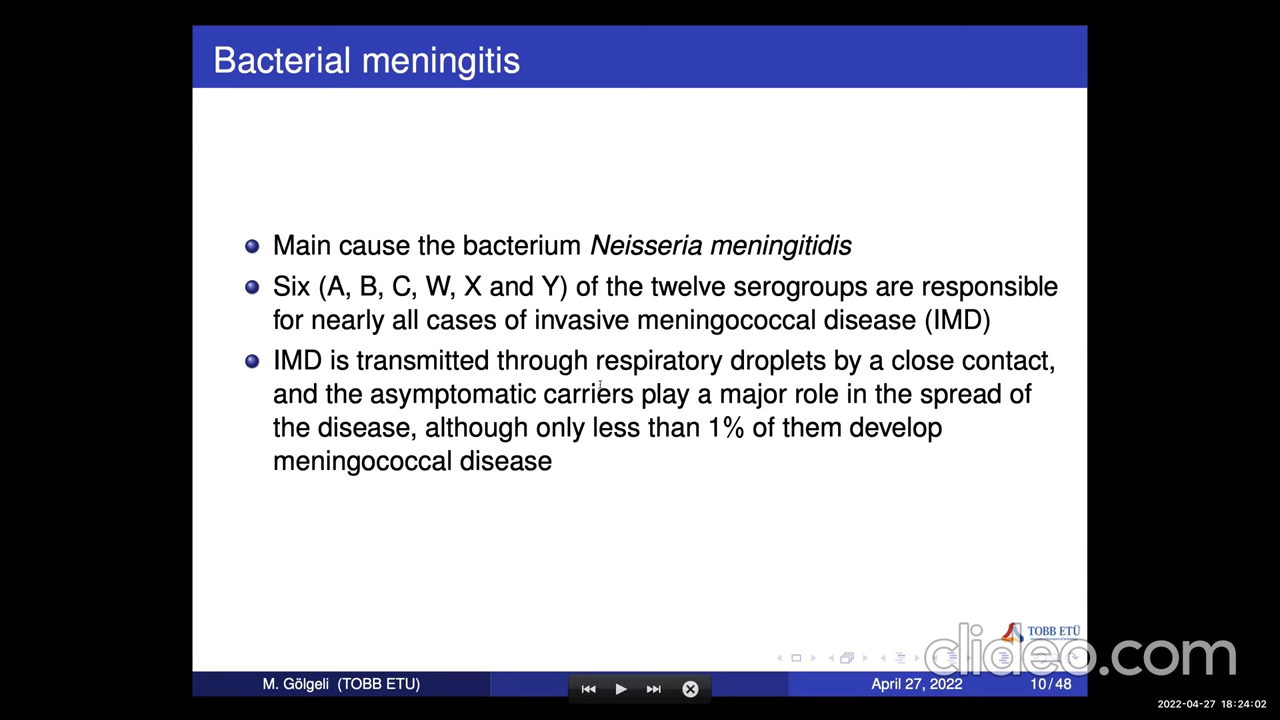 Bacterial meningitis
Main cause the bacterium Neisseria meningitidis
Six (A, B, C, W, X and Y) of the twelve serogroups are responsible
for nearly all cases of invasive meningococcal disease (IMD)
IMD is transmitted through respiratory droplets by a close contact,
and the asymptomatic carriers play a major role in the spread of
the disease, although only less than 1% of them develop
meningococcal disease
TOBB ETÜ
clideo.com
M. Gölgeli (TOBB ETU)
April 27, 2022
10/48
2022-04-27 18:24:02